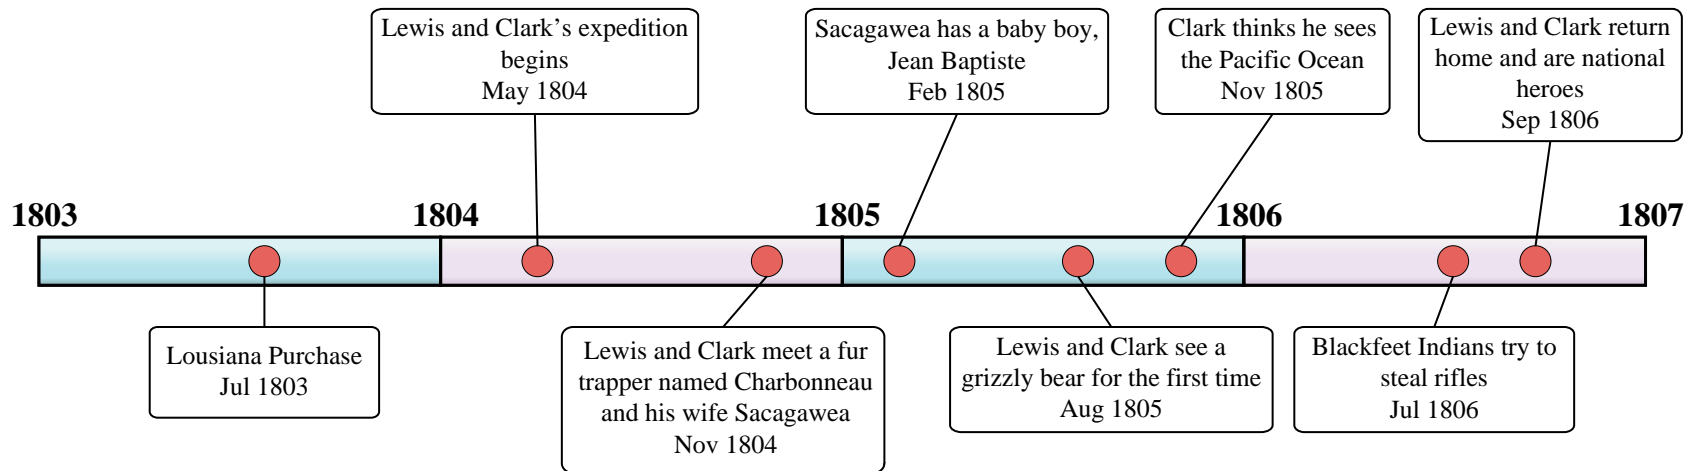 Lewis and Clark’s expedition
begins
May 1804
Sacagawea has a baby boy,
Jean Baptiste
Feb 1805
Clark thinks he sees
the Pacific Ocean
Nov 1805
Lewis and Clark return
home and are national
heroes
Sep 1806
1803
1804
1805
1806
1807
Lousiana Purchase
Jul 1803
Lewis and Clark meet a fur
trapper named Charbonneau
and his wife Sacagawea
Nov 1804
Lewis and Clark see a
grizzly bear for the first time
Aug 1805
Blackfeet Indians try to
steal rifles
Jul 1806